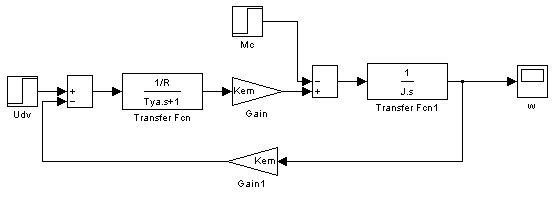 Mc
Udv
+
−
1/R
Tya.s+1
Transfer Fcn
Kem
Gain
−
+
1
J.s
Transfer Fcn1
w
Kem
Gain1